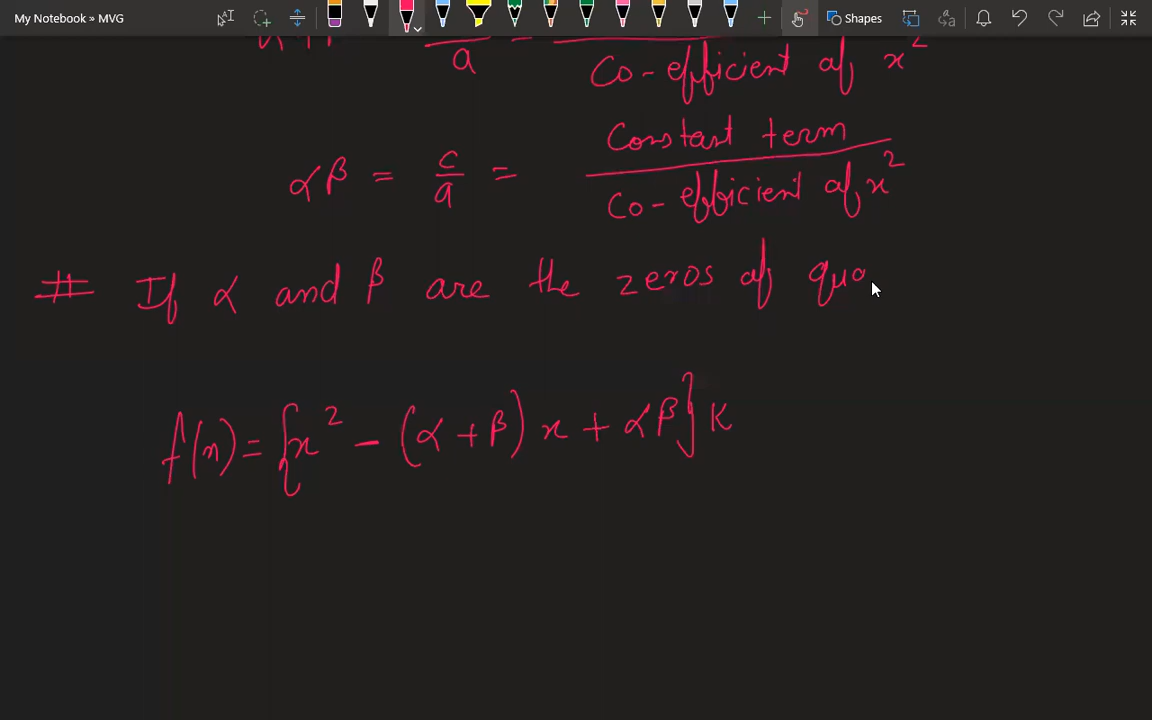 My Notebook » MVG
Shapes
α+β
a
Co-efficient of x²
αβ = c/a = Constant term / Co-efficient of x²
# If α and β are the zeros of qua
f(x) = {x² - (α + β) x + αβ} K